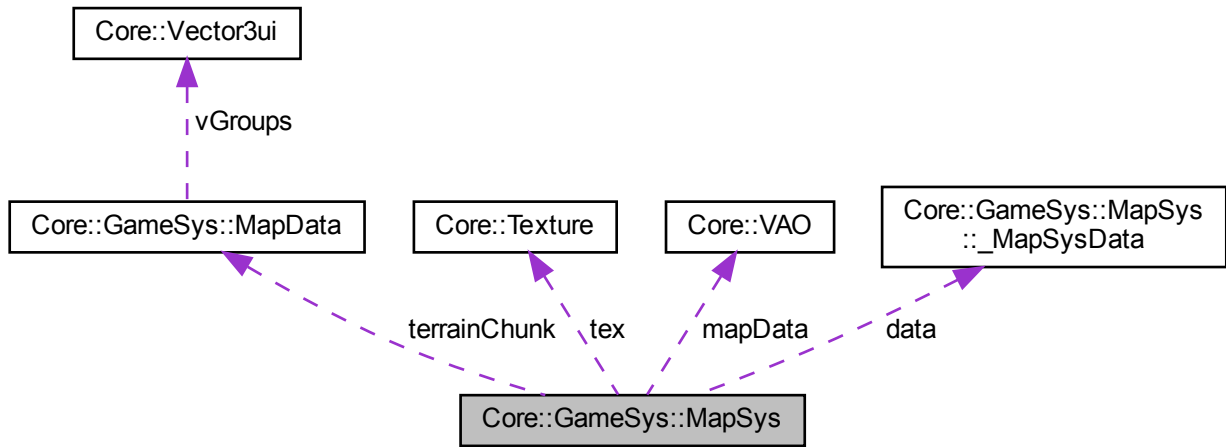 Core::Vector3ui
vGroups
Core::GameSys::MapData
Core::Texture
Core::VAO
Core::GameSys::MapSys
::_MapSysData
terrainChunk
tex
mapData
data
Core::GameSys::MapSys